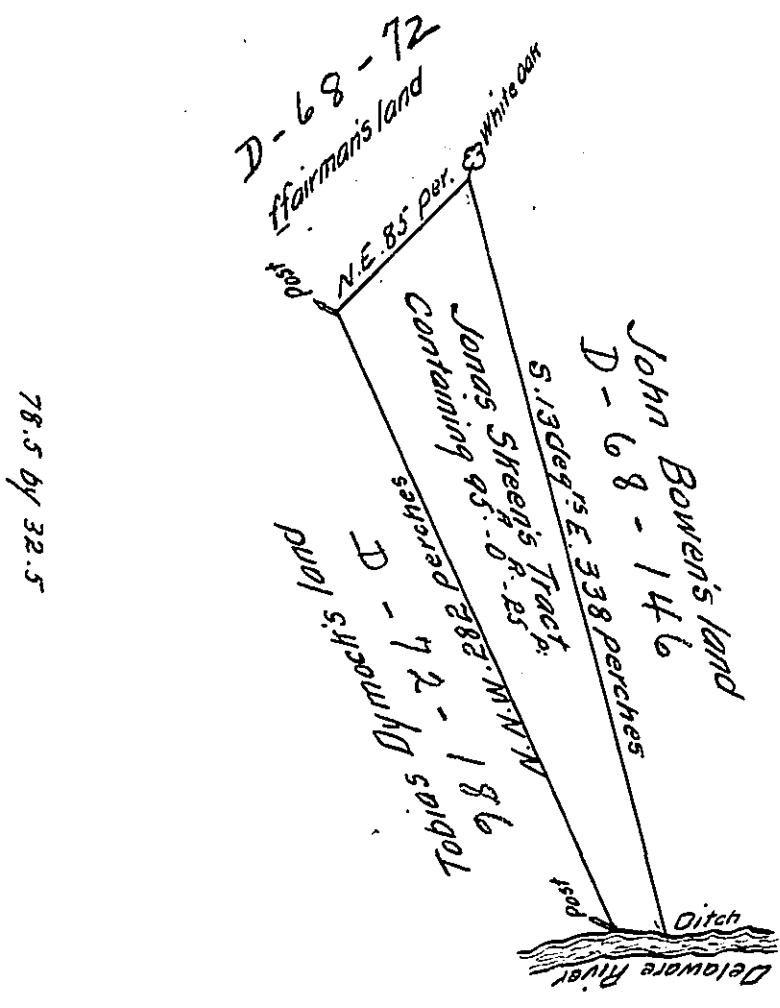 D-68-72
ffairman's land
White Oak
N.E. 85 per.
post
John Bowen's land
D-68-146
S. 13 deg's E. 338 perches
Jonas Skeen's Tract
Containing 95..0..25
A R P.
N.N.W. 282 perches
Tobias Dymock's land
D-72-186
post
Ditch
Delaware River
78.5 by 32.5